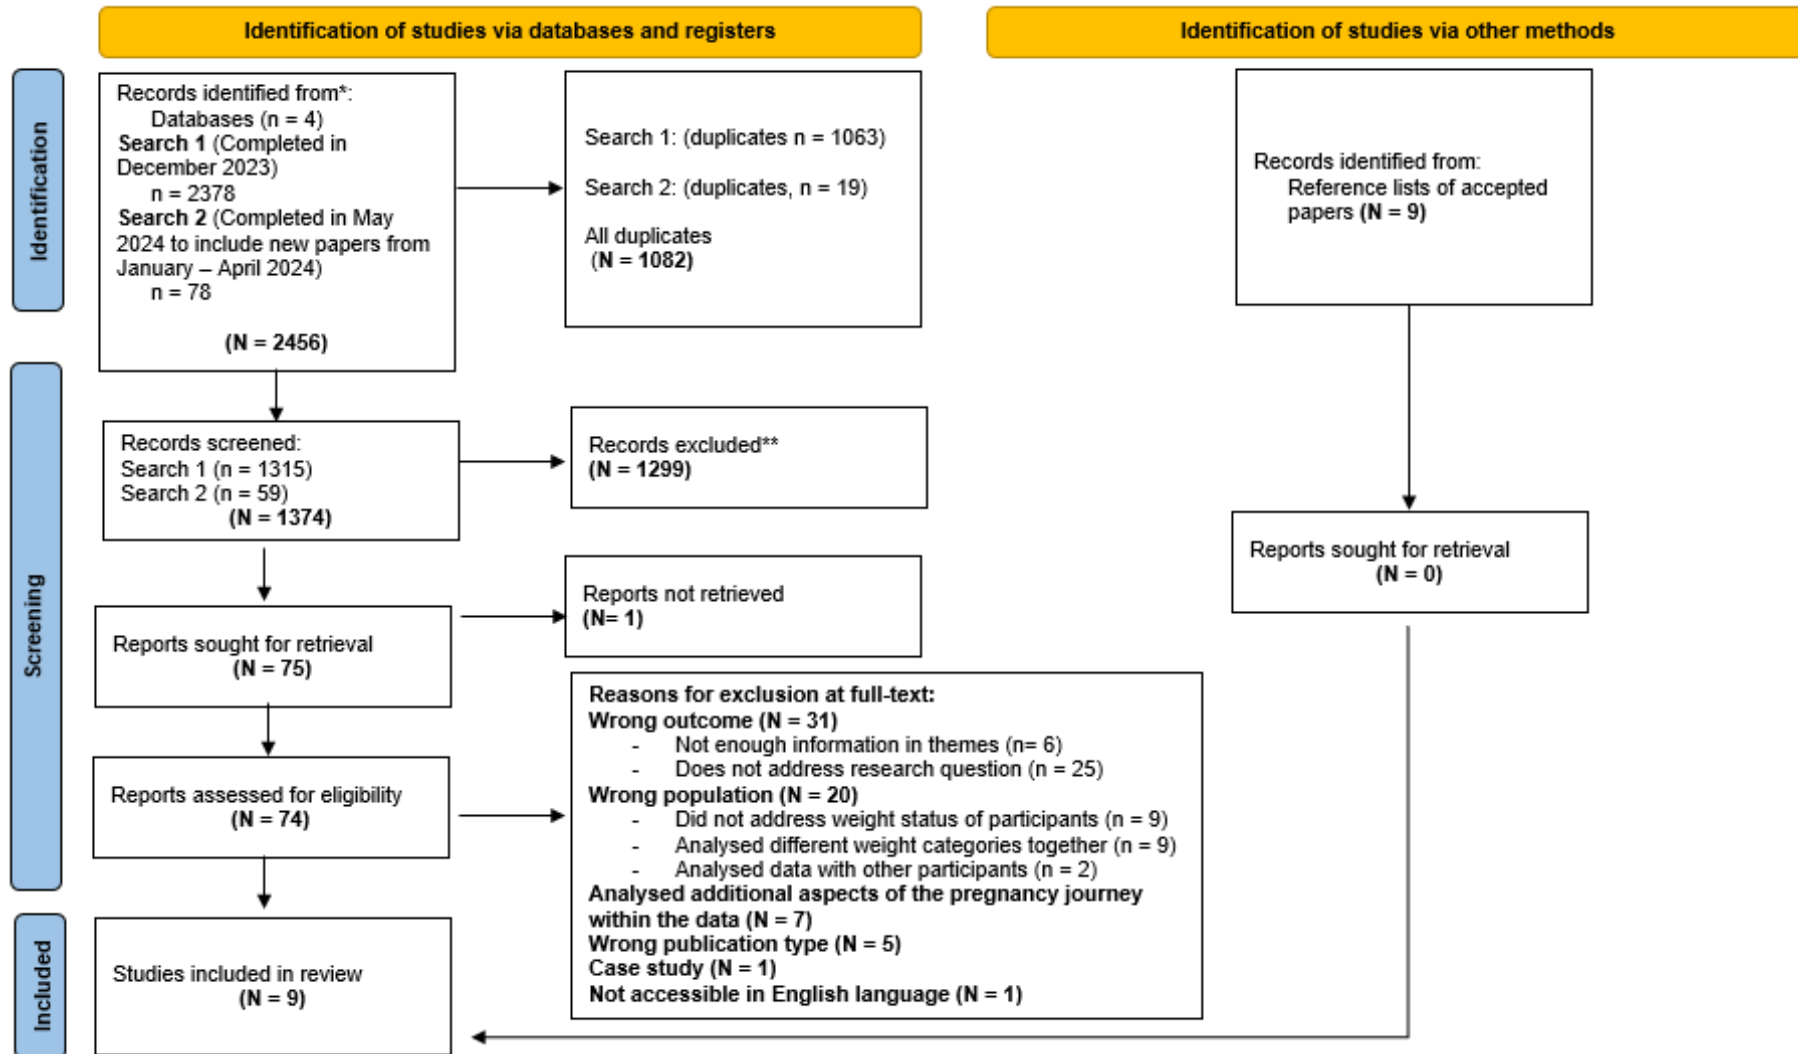 Identification of studies via databases and registers
Identification of studies via other methods
Identification
Records identified from*:
Databases (n = 4)
Search 1 (Completed in
December 2023)
n = 2378
Search 2 (Completed in May
2024 to include new papers from
January – April 2024)
n = 78
(N = 2456)
Search 1: (duplicates n = 1063)
Search 2: (duplicates, n = 19)
All duplicates
(N = 1082)
Records identified from:
Reference lists of accepted
papers (N = 9)
Screening
Records screened:
Search 1 (n = 1315)
Search 2 (n = 59)
(N = 1374)
Records excluded**
(N = 1299)
Reports sought for retrieval
(N = 75)
Reports not retrieved
(N= 1)
Reports sought for retrieval
(N = 0)
Reports assessed for eligibility
(N = 74)
Reasons for exclusion at full-text:
Wrong outcome (N = 31)
- Not enough information in themes (n= 6)
- Does not address research question (n = 25)
Wrong population (N = 20)
- Did not address weight status of participants (n = 9)
- Analysed different weight categories together (n = 9)
- Analysed data with other participants (n = 2)
Analysed additional aspects of the pregnancy journey
within the data (N = 7)
Wrong publication type (N = 5)
Case study (N = 1)
Not accessible in English language (N = 1)
Included
Studies included in review
(N = 9)